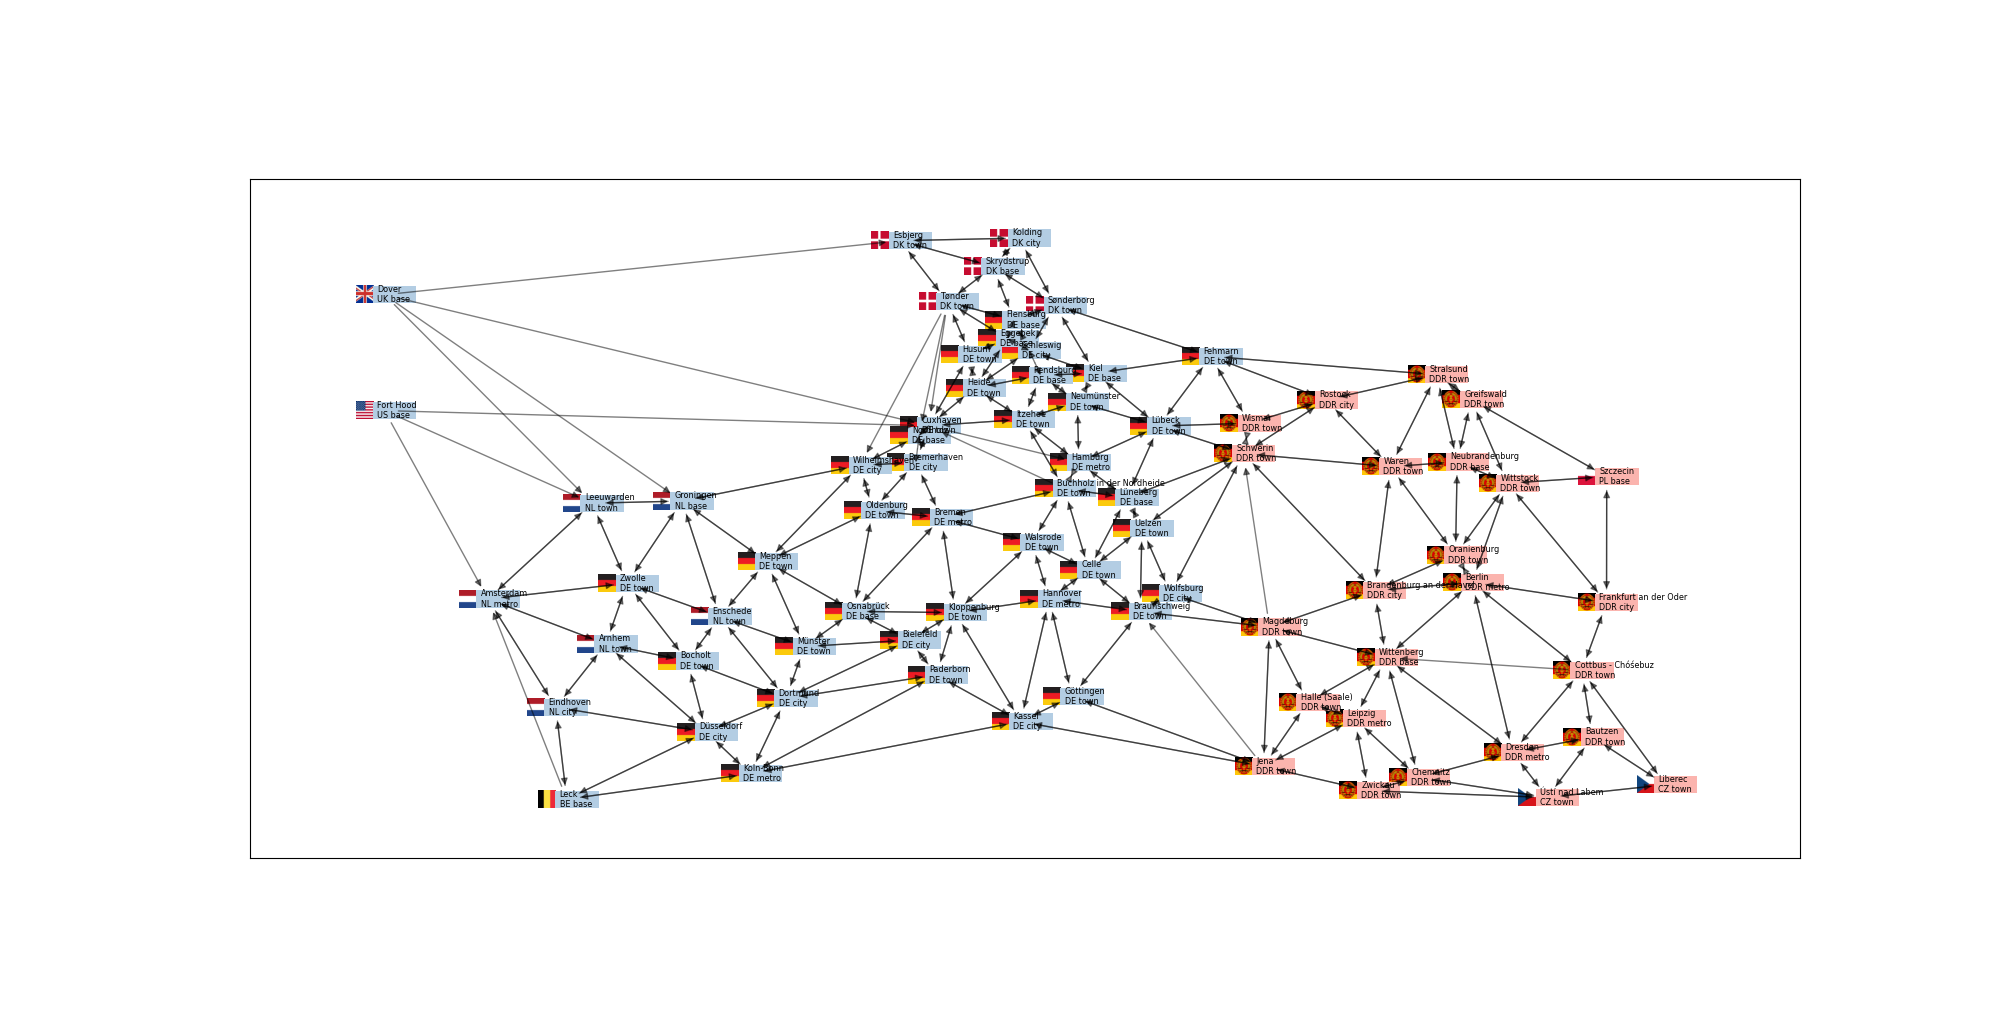 Esbjerg
DK town
Kolding
DK city
Skrydstrup
DK base
Dover
UK base
Tønder
DK town
Sønderborg
DK town
Flensburg
DE base
Eggebek
DE base
Schleswig
DE city
Husum
DE town
Fehmarn
DE town
Rendsburg
DE base
Kiel
DE base
Stralsund
DDR town
Heide
DE town
Rostock
DDR city
Greifswald
DDR town
Neumünster
DE town
Fort Hood
US base
Itzehoe
DE town
Cuxhaven
DE town
Lübeck
DE town
Wismar
DDR town
Nordholz
DE base
Schwerin
DDR town
Wilhelmshaven
DE city
Bremerhaven
DE city
Hamburg
DE metro
Waren
DDR town
Neubrandenburg
DDR base
Szczecin
PL base
Wittstock
DDR town
Buchholz in der Nordheide
DE town
Lüneberg
DE base
Leeuwarden
NL town
Groningen
NL base
Oldenburg
DE town
Bremen
DE metro
Uelzen
DE town
Walsrode
DE town
Oranienburg
DDR town
Meppen
DE town
Celle
DE town
Berlin
DDR metro
Zwolle
DE town
Wolfsburg
DE city
Brandenburg an der Havel
DDR city
Amsterdam
NL metro
Hannover
DE metro
Frankfurt an der Oder
DDR city
Enschede
NL town
Osnabrück
DE base
Kloppenburg
DE town
Braunschweig
DE town
Magdeburg
DDR town
Arnhem
NL town
Münster
DE town
Bielefeld
DE city
Bocholt
DE town
Wittenberg
DDR base
Cottbus - Chóśebuz
DDR town
Paderborn
DE town
Dortmund
DE city
Göttingen
DE town
Halle (Saale)
DDR town
Eindhoven
NL city
Leipzig
DDR metro
Kassel
DE city
Düsseldorf
DE city
Bautzen
DDR town
Dresden
DDR metro
Jena
DDR town
Köln-Bonn
DE metro
Chemnitz
DDR town
Liberec
CZ town
Zwickau
DDR town
Leck
BE base
Ústí nad Labem
CZ town